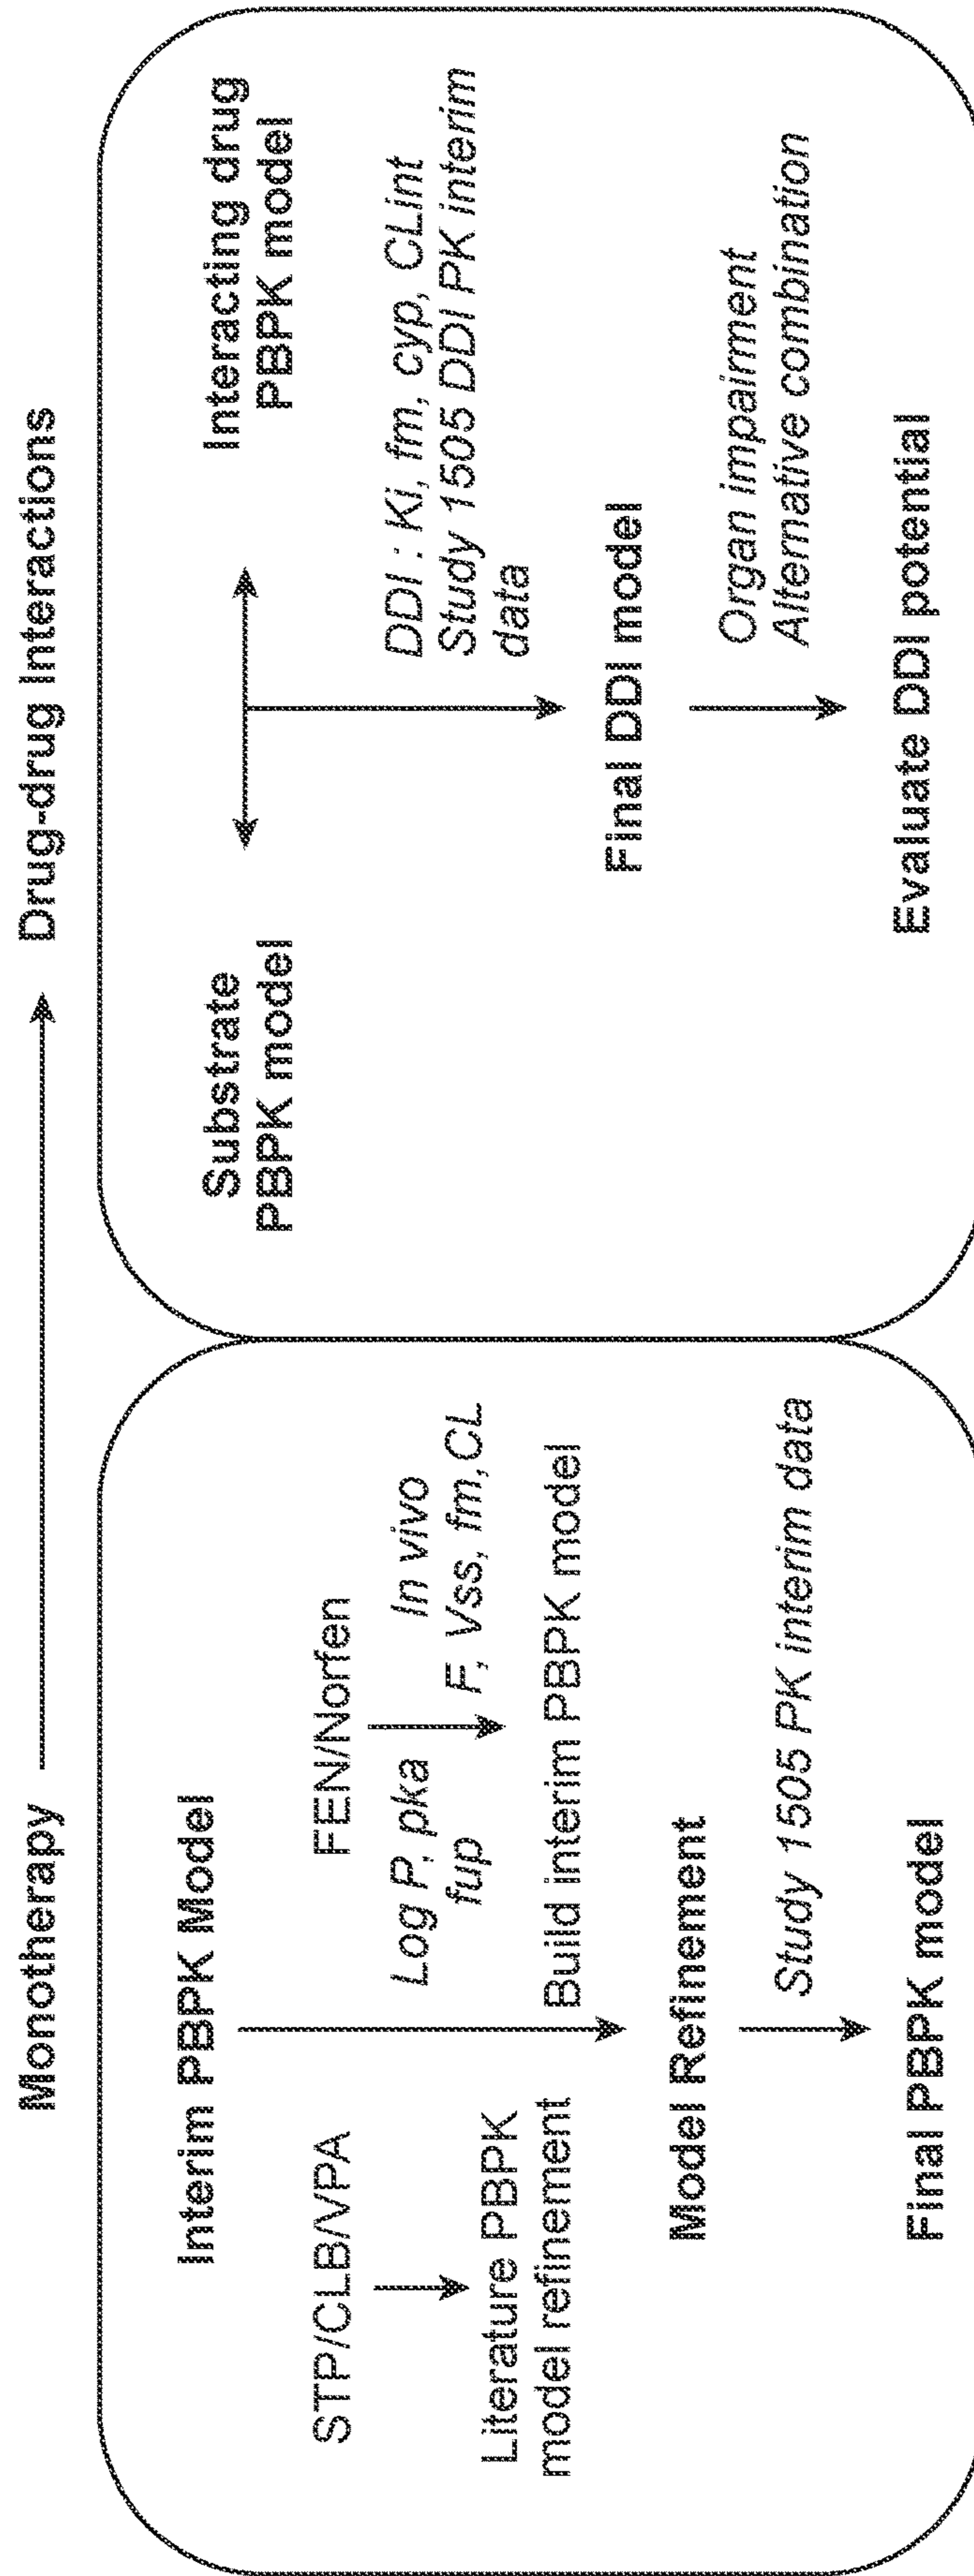 Monotherapy
Drug-drug Interactions
Interim PBPK Model
STP/CLB/VPA
Literature PBPK
model refinement
FEN/Norfen
Log P, pka
fup
In vivo
F, Vss, fm,CL
Build interim PBPK model
Model Refinement
Study 1505 PK interim data
Final PBPK model
Substrate
PBPK model
Interacting drug
PBPK model
DDI : Ki, fm, cyp, CLint
Study 1505 DDI PK interim
data
Final DDI model
Organ impairment
Alternative combination
Evaluate DDI potential